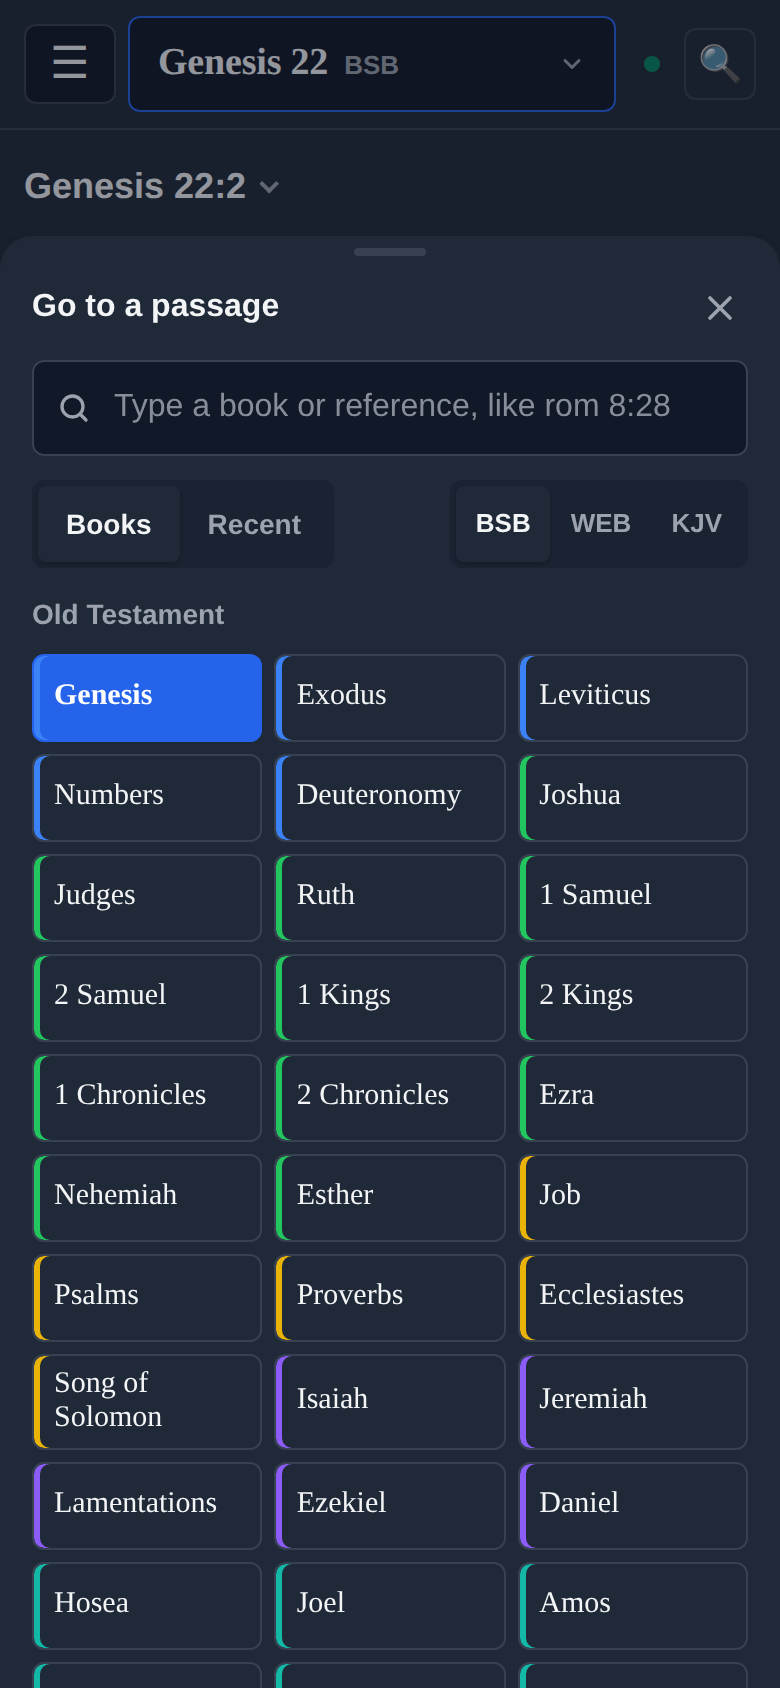 Genesis 22 BSB
Genesis 22:2
Go to a passage
Type a book or reference, like rom 8:28
Books Recent BSB WEB KJV
Old Testament
Genesis Exodus Leviticus
Numbers Deuteronomy Joshua
Judges Ruth 1 Samuel
2 Samuel 1 Kings 2 Kings
1 Chronicles 2 Chronicles Ezra
Nehemiah Esther Job
Psalms Proverbs Ecclesiastes
Song of
Solomon Isaiah Jeremiah
Lamentations Ezekiel Daniel
Hosea Joel Amos